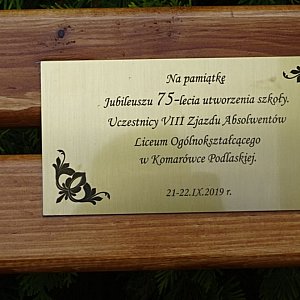 Na pamiątkę
Jubileuszu 75-lecia utworzenia szkoły.
Uczestnicy VIII Zjazdu Absolwentów
Liceum Ogólnokształcącego
w Komarówce Podlaskiej.
21-22.IX.2019 r.